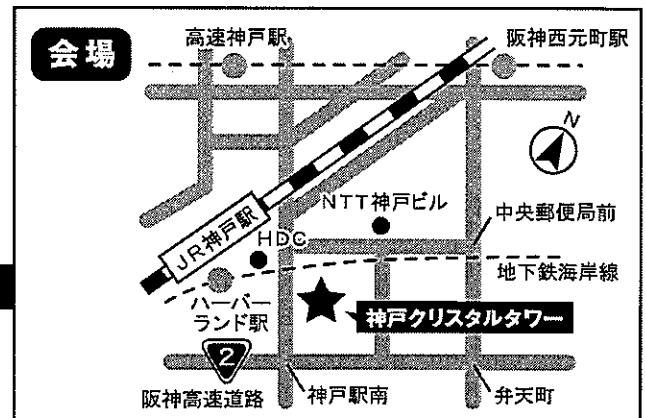 会場
高速神戸駅
阪神西元町駅
N
JR神戸駅
HDC
NTT神戸ビル
中央郵便局前
地下鉄海岸線
ハーバー
ランド駅
神戸クリスタルタワー
2
阪神高速道路
神戸駅南
弁天町